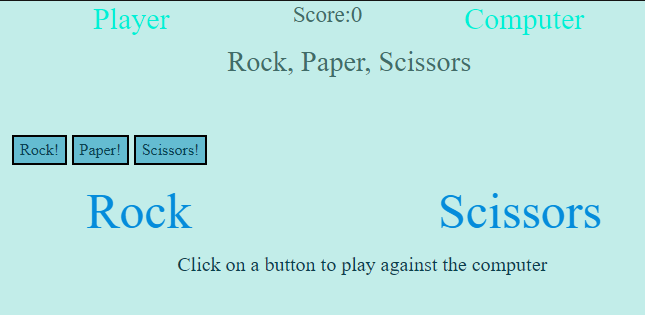 Player Score:0 Computer
Rock, Paper, Scissors
Rock! Paper! Scissors!
Rock Scissors
Click on a button to play against the computer